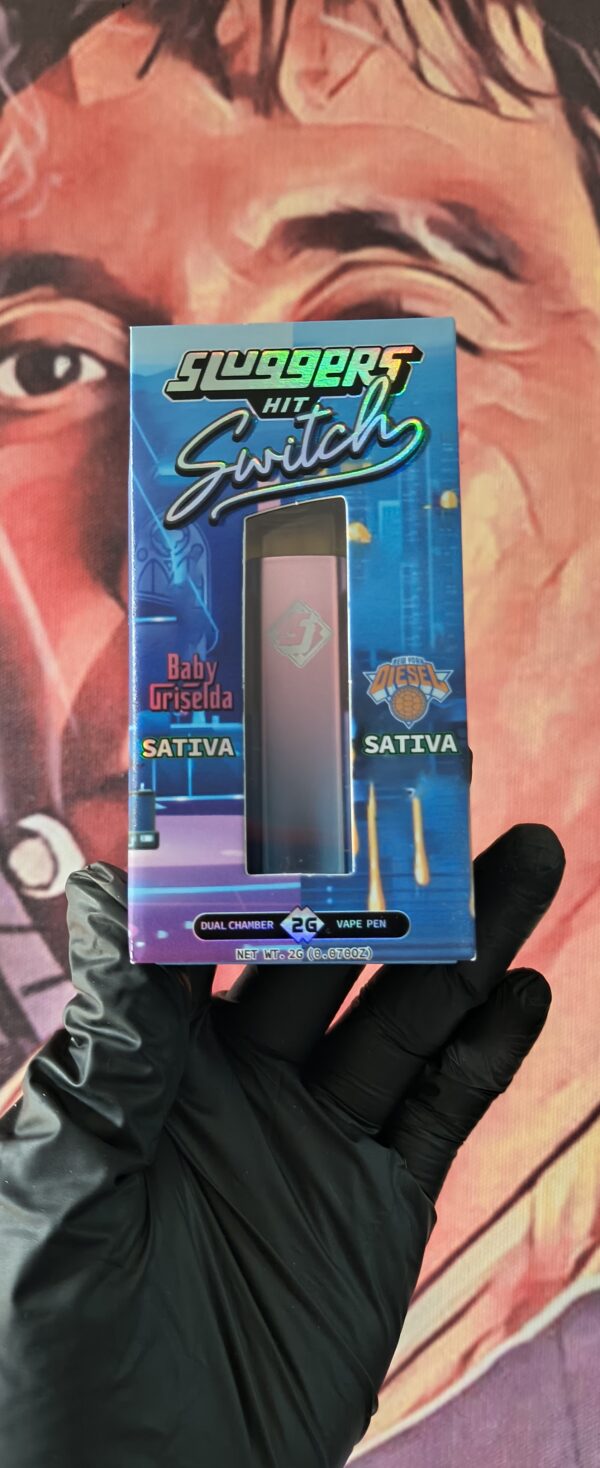 SLUGGERS
HIT
Switch
Baby
Griselda
SATIVA
NEW YORK
DIESEL
SATIVA
DUAL CHAMBER 2G VAPE PEN
NET WT. 2G (0.070OZ)